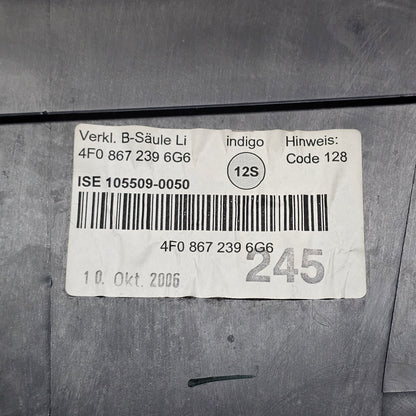 Verkl. B-Säule Li indigo Hinweis:
4F0 867 239 6G6 12S Code 128
ISE 105509-0050
4F0 867 239 6G6
245
10. Okt. 2006